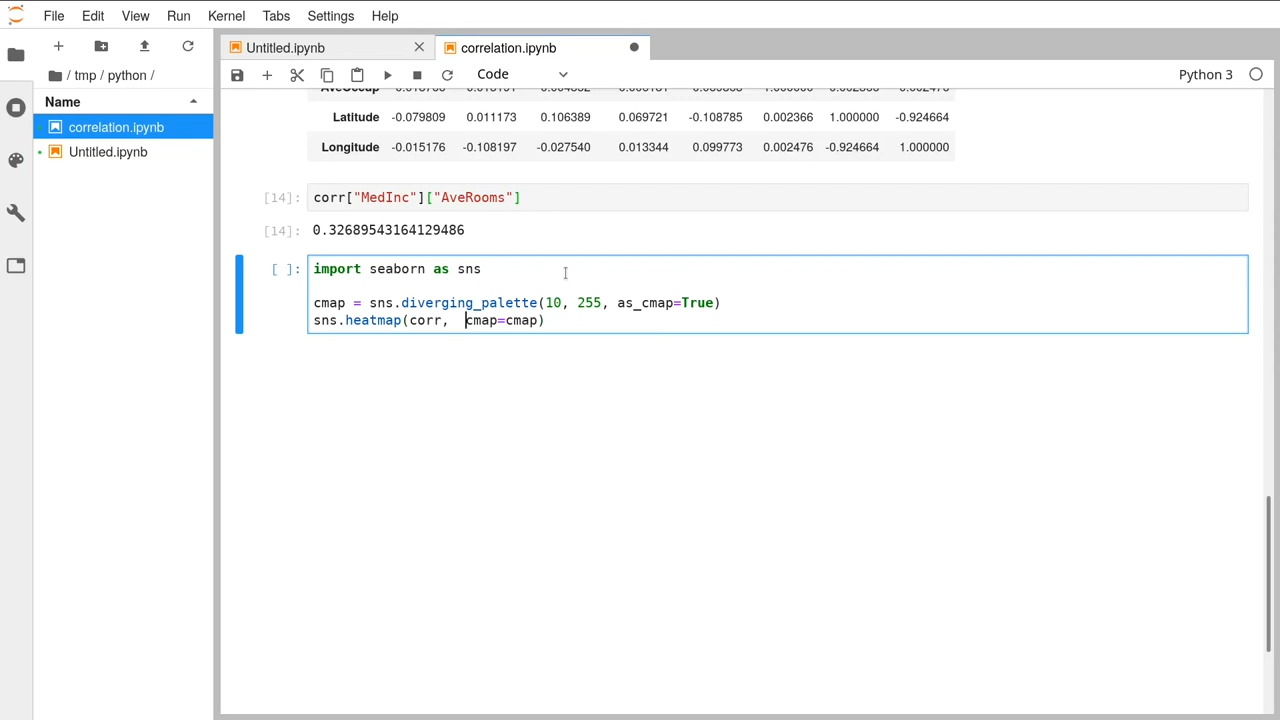 File Edit View Run Kernel Tabs Settings Help
Untitled.ipynb
correlation.ipynb
Code
Python 3
/ tmp / python /
Name
correlation.ipynb
Untitled.ipynb
Latitude -0.079809 0.011173 0.106389 0.069721 -0.108785 0.002366 1.000000 -0.924664
Longitude -0.015176 -0.108197 -0.027540 0.013344 0.099773 0.002476 -0.924664 1.000000
[14]: corr["MedInc"]["AveRooms"]
[14]: 0.32689543164129486
[ ]: import seaborn as sns
cmap = sns.diverging_palette(10, 255, as_cmap=True)
sns.heatmap(corr,  cmap=cmap)